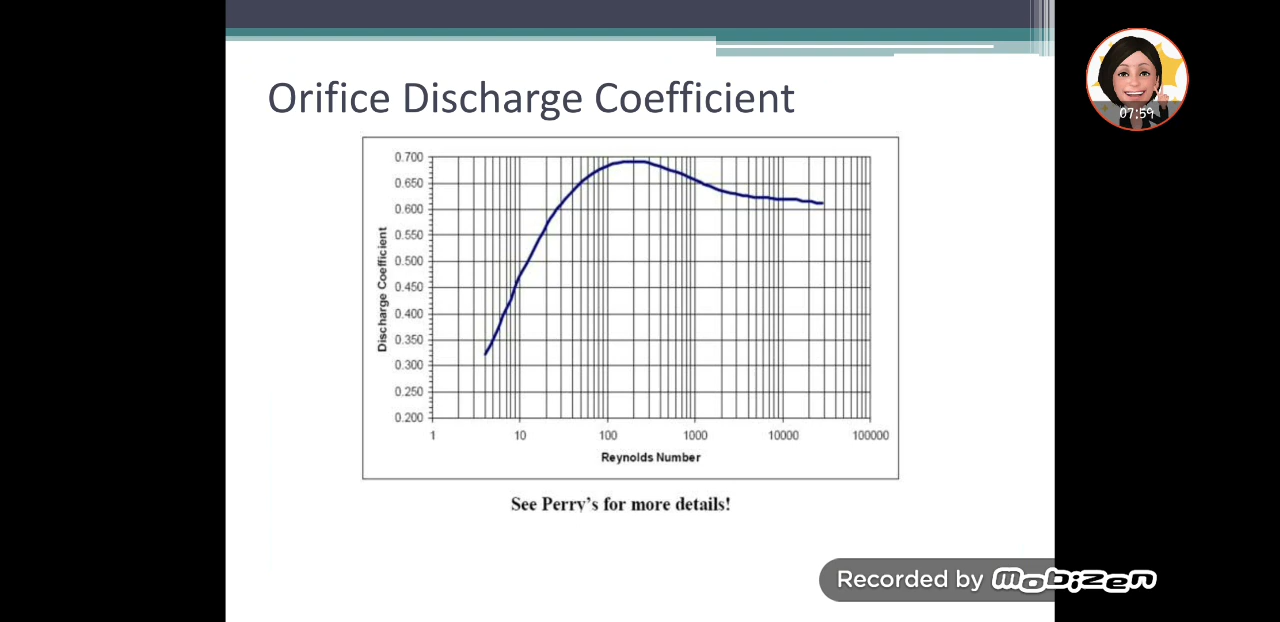 07:59
Orifice Discharge Coefficient
0.700
0.650
0.600
0.550
0.500
0.450
0.400
0.350
0.300
0.250
0.200
Discharge Coefficient
1 10 100 1000 10000 100000
Reynolds Number
See Perry's for more details!
Recorded by Mobizen